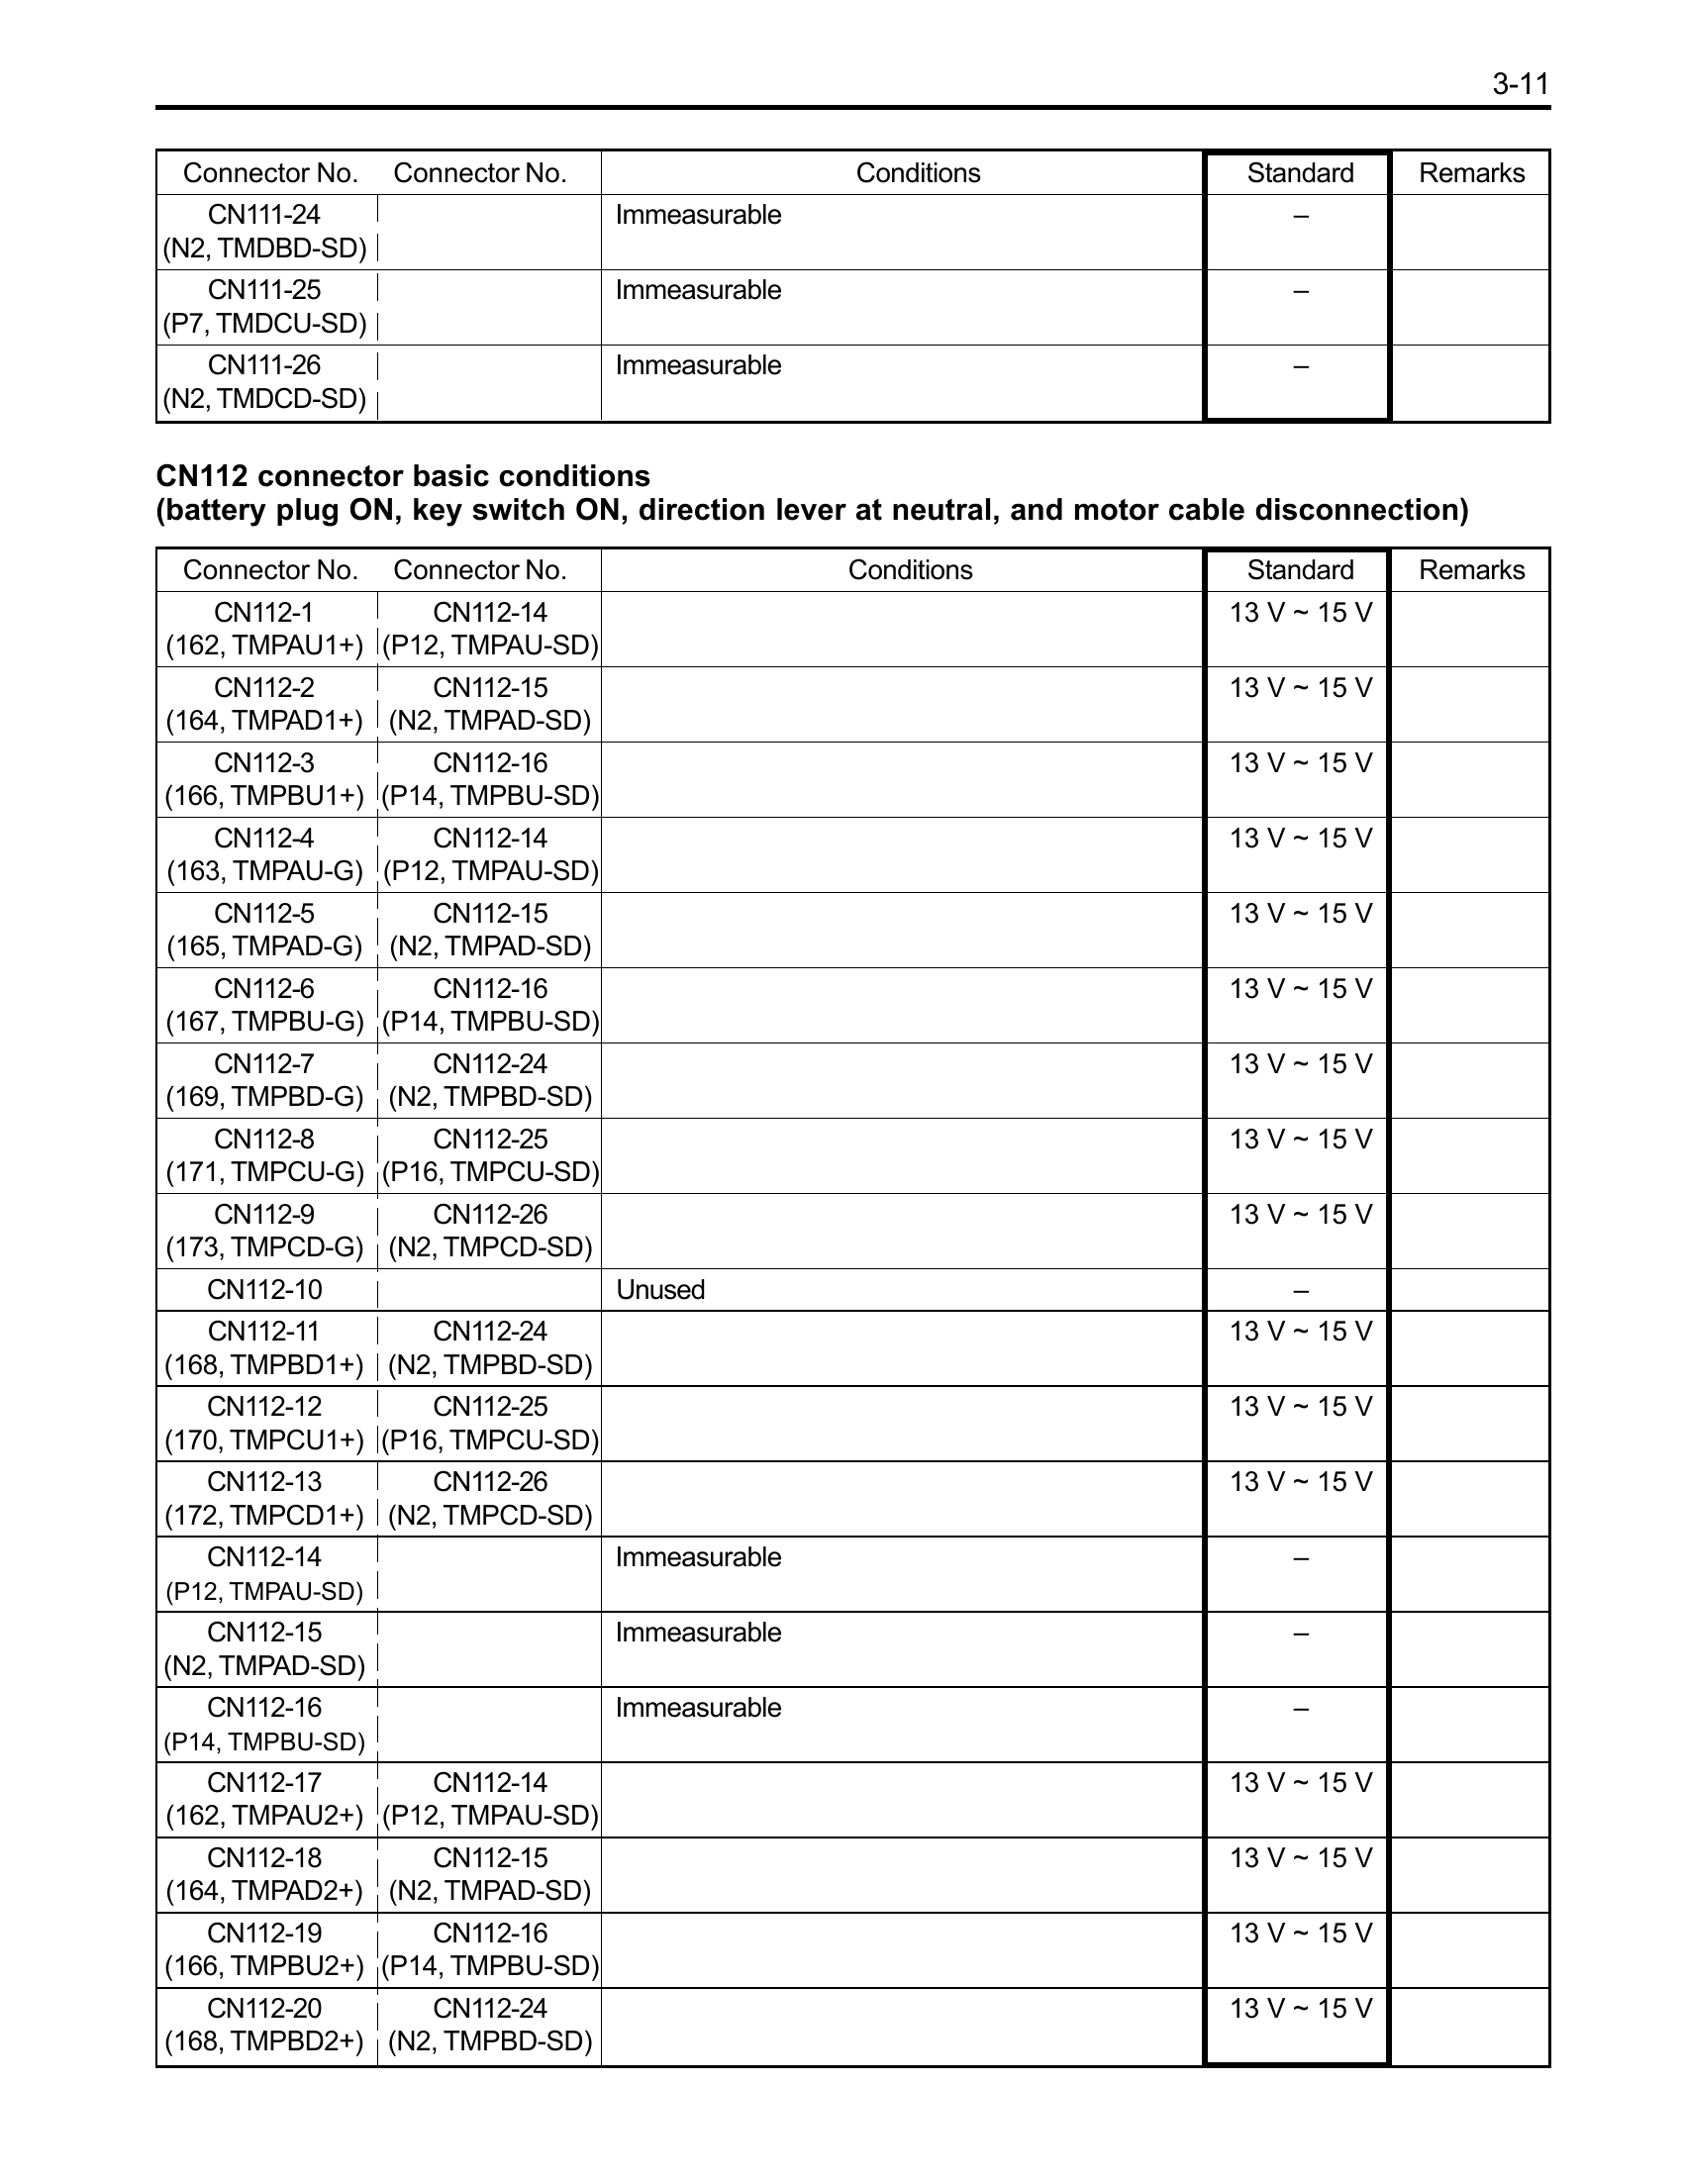 3-11
Connector No. Connector No. Conditions Standard Remarks
CN111-24 Immeasurable –
(N2, TMDBD-SD)
CN111-25 Immeasurable –
(P7, TMDCU-SD)
CN111-26 Immeasurable –
(N2, TMDCD-SD)
CN112 connector basic conditions
(battery plug ON, key switch ON, direction lever at neutral, and motor cable disconnection)
Connector No. Connector No. Conditions Standard Remarks
CN112-1 CN112-14 13 V ~ 15 V
(162, TMPAU1+) (P12, TMPAU-SD)
CN112-2 CN112-15 13 V ~ 15 V
(164, TMPAD1+) (N2, TMPAD-SD)
CN112-3 CN112-16 13 V ~ 15 V
(166, TMPBU1+) (P14, TMPBU-SD)
CN112-4 CN112-14 13 V ~ 15 V
(163, TMPAU-G) (P12, TMPAU-SD)
CN112-5 CN112-15 13 V ~ 15 V
(165, TMPAD-G) (N2, TMPAD-SD)
CN112-6 CN112-16 13 V ~ 15 V
(167, TMPBU-G) (P14, TMPBU-SD)
CN112-7 CN112-24 13 V ~ 15 V
(169, TMPBD-G) (N2, TMPBD-SD)
CN112-8 CN112-25 13 V ~ 15 V
(171, TMPCU-G) (P16, TMPCU-SD)
CN112-9 CN112-26 13 V ~ 15 V
(173, TMPCD-G) (N2, TMPCD-SD)
CN112-10 Unused –
CN112-11 CN112-24 13 V ~ 15 V
(168, TMPBD1+) (N2, TMPBD-SD)
CN112-12 CN112-25 13 V ~ 15 V
(170, TMPCU1+) (P16, TMPCU-SD)
CN112-13 CN112-26 13 V ~ 15 V
(172, TMPCD1+) (N2, TMPCD-SD)
CN112-14 Immeasurable –
(P12, TMPAU-SD)
CN112-15 Immeasurable –
(N2, TMPAD-SD)
CN112-16 Immeasurable –
(P14, TMPBU-SD)
CN112-17 CN112-14 13 V ~ 15 V
(162, TMPAU2+) (P12, TMPAU-SD)
CN112-18 CN112-15 13 V ~ 15 V
(164, TMPAD2+) (N2, TMPAD-SD)
CN112-19 CN112-16 13 V ~ 15 V
(166, TMPBU2+) (P14, TMPBU-SD)
CN112-20 CN112-24 13 V ~ 15 V
(168, TMPBD2+) (N2, TMPBD-SD)